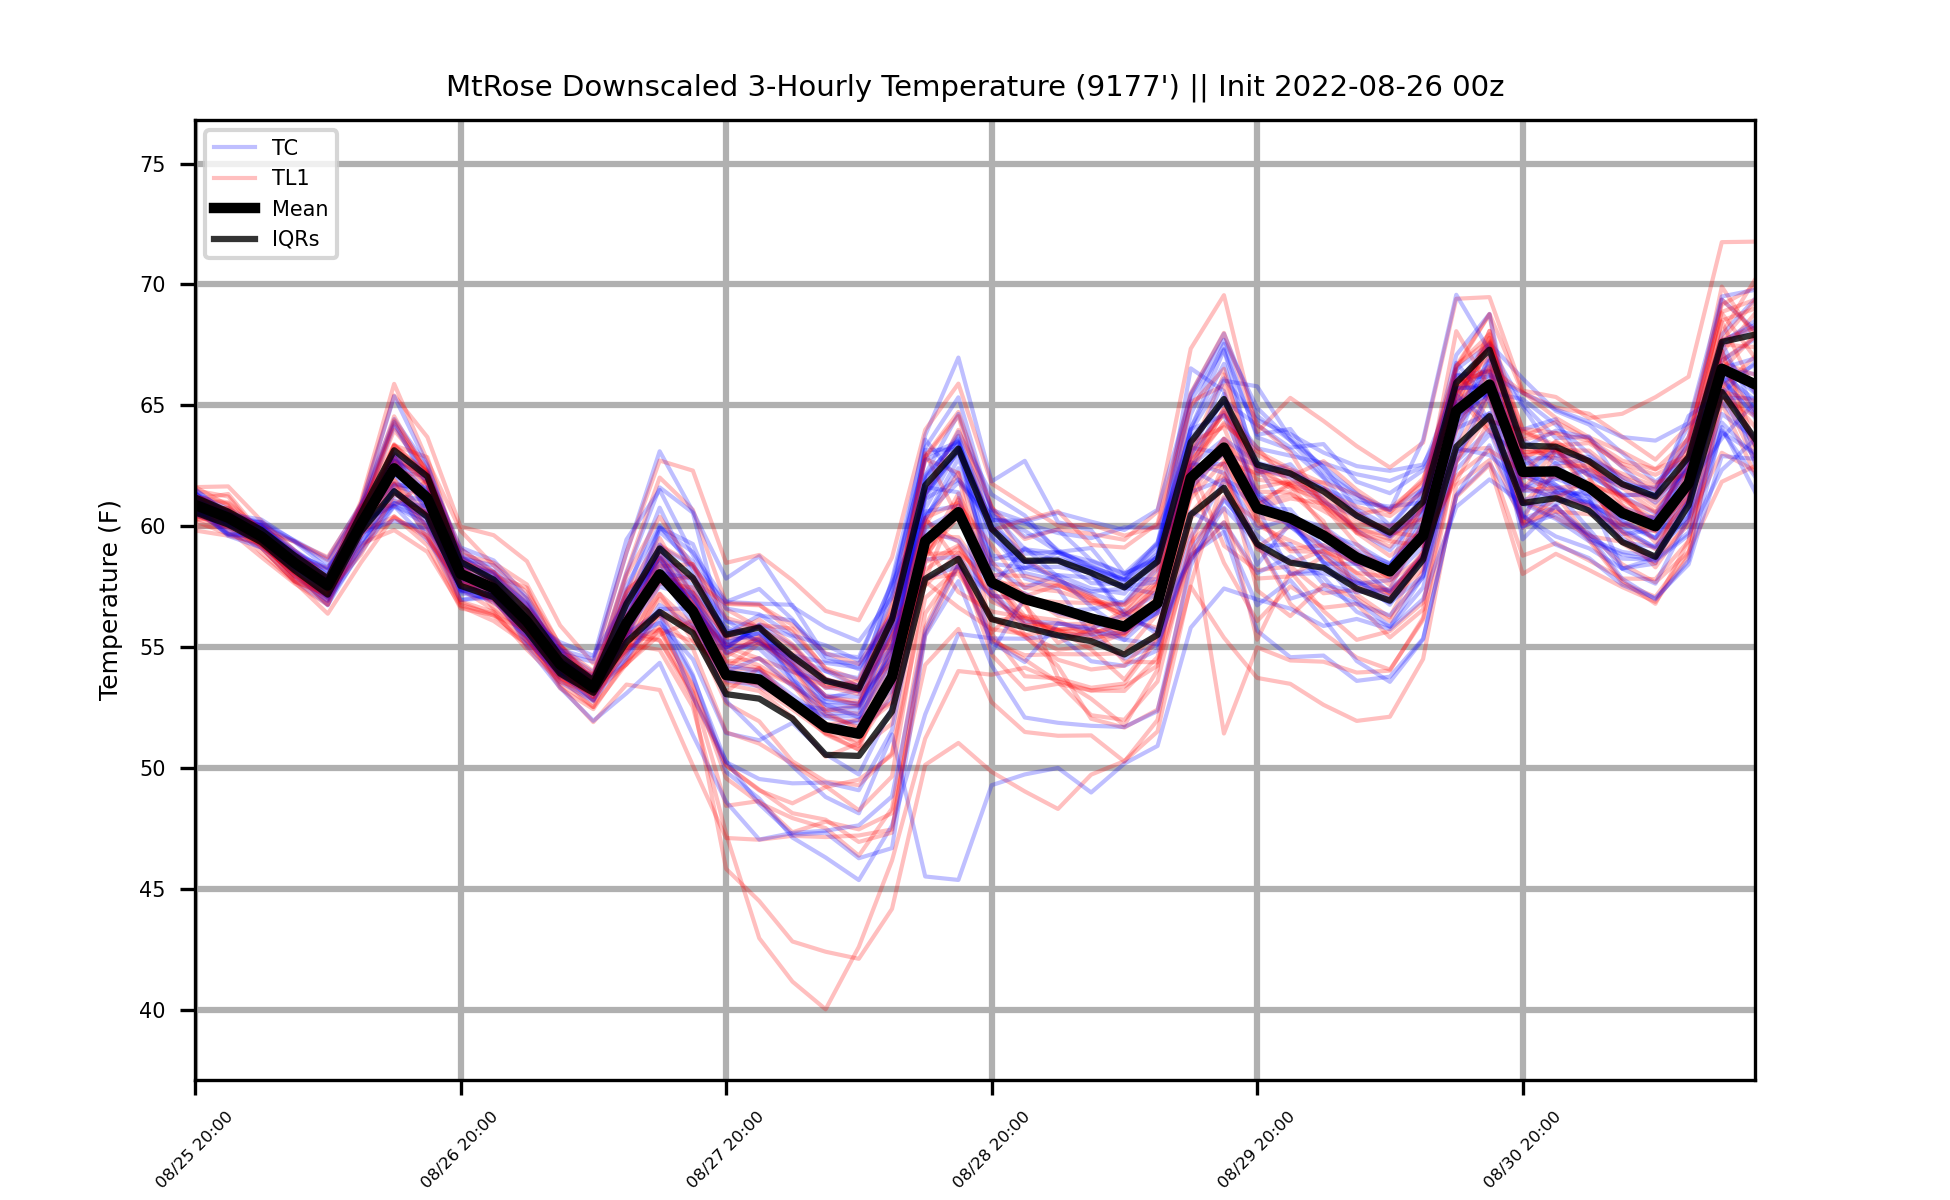 MtRose Downscaled 3-Hourly Temperature (9177') || Init 2022-08-26 00z
TC
TL1
Mean
IQRs
Temperature (F)
75
70
65
60
55
50
45
40
08/25 20:00
08/26 20:00
08/27 20:00
08/28 20:00
08/29 20:00
08/30 20:00